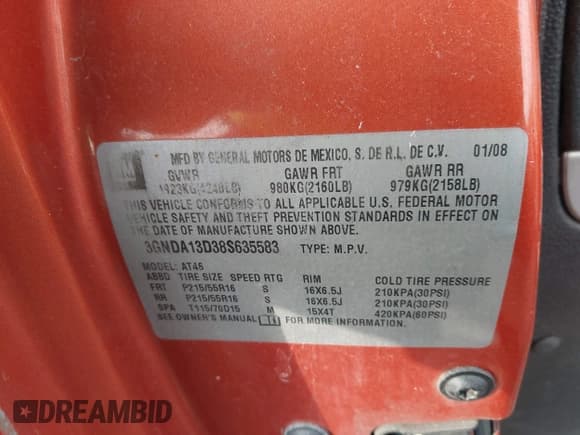 MFD BY GENERAL MOTORS DE MEXICO, S. DE R.L. DE C.V. 01/08
GVWR GAWR FRT GAWR RR
1923KG(4240LB) 980KG(2160LB) 979KG(2158LB)
THIS VEHICLE CONFORMS TO ALL APPLICABLE U.S. FEDERAL MOTOR
VEHICLE SAFETY AND THEFT PREVENTION STANDARDS IN EFFECT ON
THE DATE OF MANUFACTURE SHOWN ABOVE.
3GNDA13D38S635583 TYPE: M.P.V.
MODEL: AT45
ABBD TIRE SIZE SPEED RTG RIM COLD TIRE PRESSURE
FRT P215/55R16 S 16X6.5J 210KPA(30PSI)
RR P215/55R16 S 16X6.5J 210KPA(30PSI)
SPA T115/70D15 M 15X4T 420KPA(60PSI)
SEE OWNER'S MANUAL FOR MORE INFORMATION.
DREAMBID